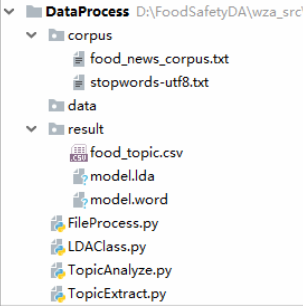 DataProcess D:\FoodSafetyDA\wza_src\
corpus
food_news_corpus.txt
stopwords-utf8.txt
data
result
food_topic.csv
model.lda
model.word
FileProcess.py
LDAClass.py
TopicAnalyze.py
TopicExtract.py